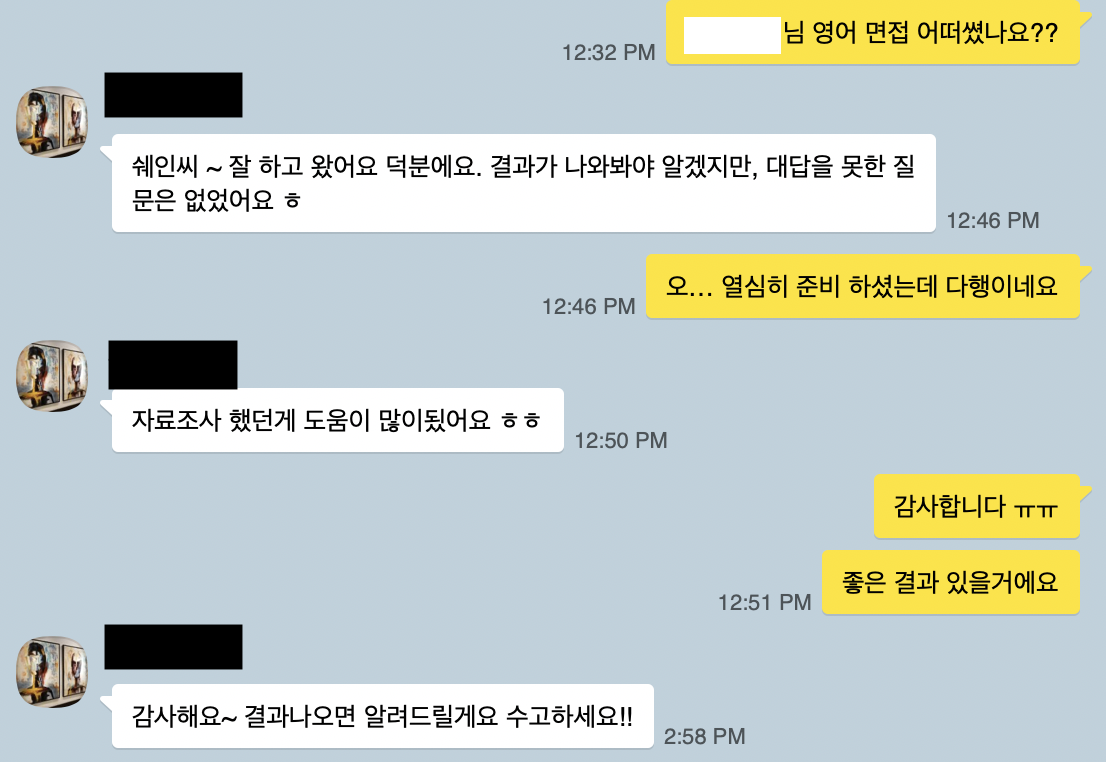 님 영어 면접 어떠쎴나요??
12:32 PM
쉐인씨 ~ 잘 하고 왔어요 덕분에요. 결과가 나와봐야 알겠지만, 대답을 못한 질
문은 없었어요 ㅎ
12:46 PM
오... 열심히 준비 하셨는데 다행이네요
12:46 PM
자료조사 했던게 도움이 많이됬어요 ㅎㅎ
12:50 PM
감사합니다 ㅠㅠ
좋은 결과 있을거에요
12:51 PM
감사해요~ 결과나오면 알려드릴게요 수고하세요!!
2:58 PM